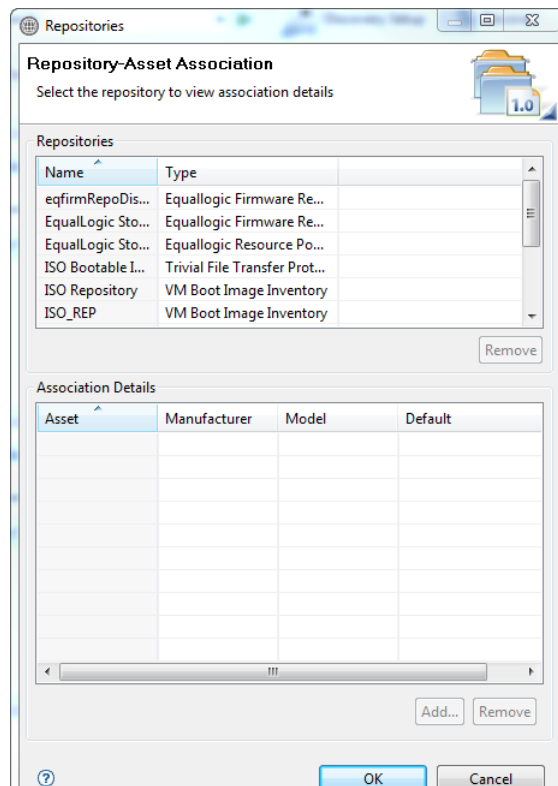 Discovery Setup
Repositories
Repository-Asset Association
Select the repository to view association details
1.0
Repositories
Name Type
eqfirmRepoDis... Equallogic Firmware Re...
EqualLogic Sto... Equallogic Firmware Re...
EqualLogic Sto... Equallogic Resource Po...
ISO Bootable I... Trivial File Transfer Prot...
ISO Repository VM Boot Image Inventory
ISO_REP VM Boot Image Inventory
Remove
Association Details
Asset Manufacturer Model Default
Add... Remove
OK Cancel